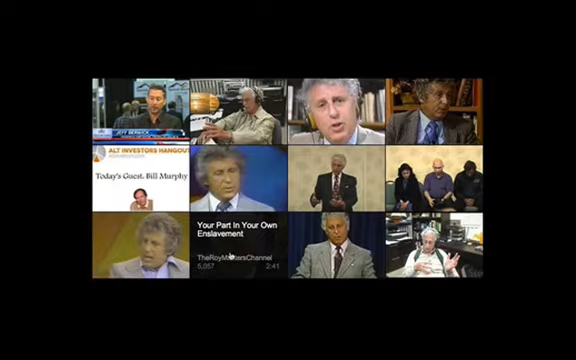 JEFF BERWICK
ALT INVESTORS HANGOUT
Today's Guest, Bill Murphy
Your Part In Your Own
Enslavement
TheRoyMastersChannel
5,057
2:41